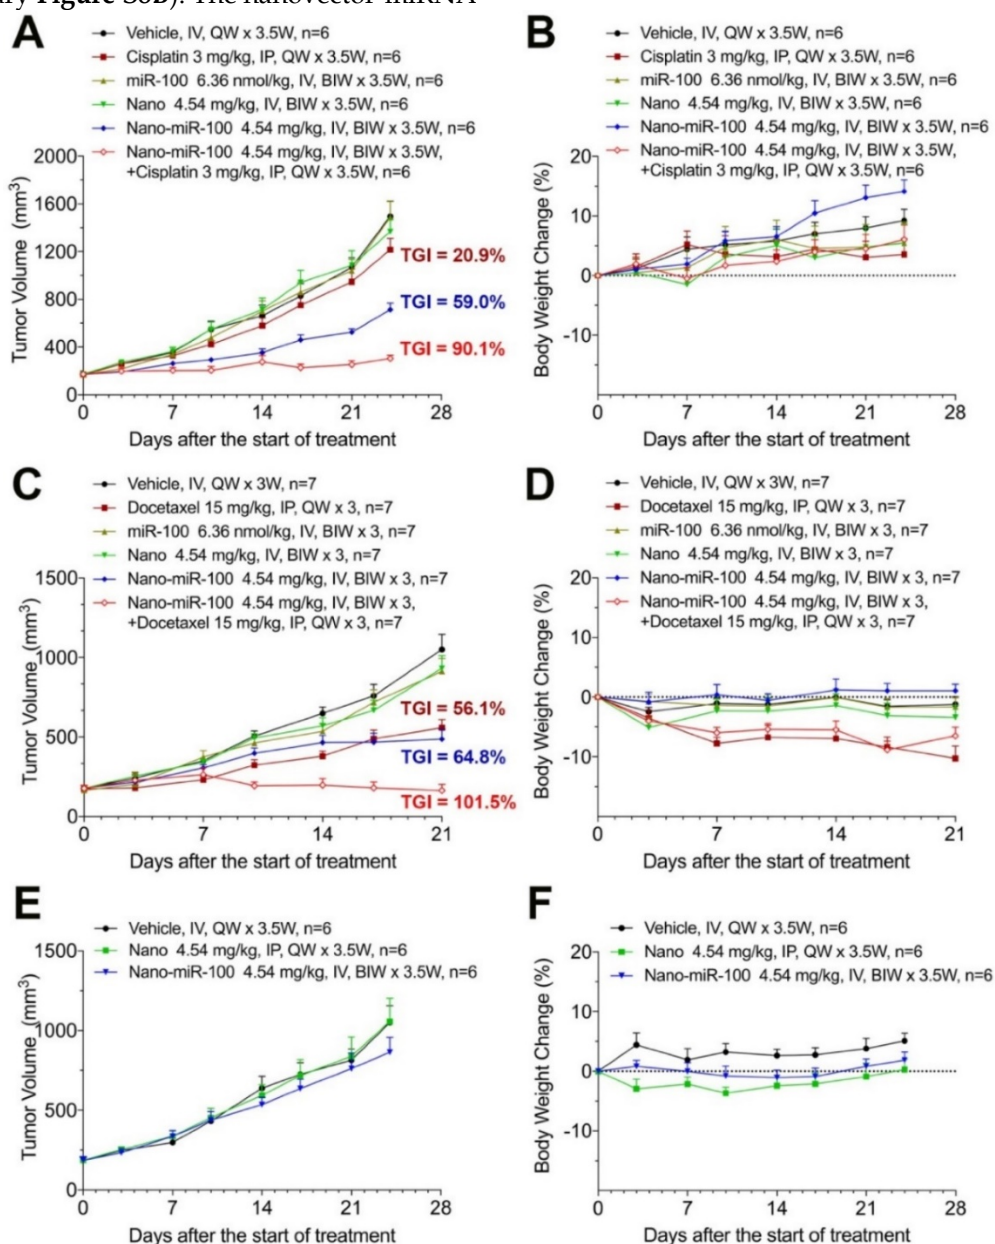 Figure S6B). The nanovector-miRNA
A
Vehicle, IV, QW x 3.5W, n=6
Cisplatin 3 mg/kg, IP, QW x 3.5W, n=6
miR-100 6.36 nmol/kg, IV, BIW x 3.5W, n=6
Nano 4.54 mg/kg, IV, BIW x 3.5W, n=6
Nano-miR-100 4.54 mg/kg, IV, BIW x 3.5W, n=6
Nano-miR-100 4.54 mg/kg, IV, BIW x 3.5W,
+Cisplatin 3 mg/kg, IP, QW x 3.5W, n=6
2000
1600
1200
800
400
0
Tumor Volume (mm³)
TGI = 20.9%
TGI = 59.0%
TGI = 90.1%
0 7 14 21 28
Days after the start of treatment
B
Vehicle, IV, QW x 3.5W, n=6
Cisplatin 3 mg/kg, IP, QW x 3.5W, n=6
miR-100 6.36 nmol/kg, IV, BIW x 3.5W, n=6
Nano 4.54 mg/kg, IV, BIW x 3.5W, n=6
Nano-miR-100 4.54 mg/kg, IV, BIW x 3.5W, n=6
Nano-miR-100 4.54 mg/kg, IV, BIW x 3.5W,
+Cisplatin 3 mg/kg, IP, QW x 3.5W, n=6
20
10
0
-10
Body Weight Change (%)
0 7 14 21 28
Days after the start of treatment
C
Vehicle, IV, QW x 3W, n=7
Docetaxel 15 mg/kg, IP, QW x 3, n=7
miR-100 6.36 nmol/kg, IV, BIW x 3, n=7
Nano 4.54 mg/kg, IV, BIW x 3, n=7
Nano-miR-100 4.54 mg/kg, IV, BIW x 3, n=7
Nano-miR-100 4.54 mg/kg, IV, BIW x 3,
+Docetaxel 15 mg/kg, IP, QW x 3, n=7
1500
1000
500
0
Tumor Volume (mm³)
TGI = 56.1%
TGI = 64.8%
TGI = 101.5%
0 7 14 21
Days after the start of treatment
D
Vehicle, IV, QW x 3W, n=7
Docetaxel 15 mg/kg, IP, QW x 3, n=7
miR-100 6.36 nmol/kg, IV, BIW x 3, n=7
Nano 4.54 mg/kg, IV, BIW x 3, n=7
Nano-miR-100 4.54 mg/kg, IV, BIW x 3, n=7
Nano-miR-100 4.54 mg/kg, IV, BIW x 3,
+Docetaxel 15 mg/kg, IP, QW x 3, n=7
20
10
0
-10
Body Weight Change (%)
0 7 14 21
Days after the start of treatment
E
Vehicle, IV, QW x 3.5W, n=6
Nano 4.54 mg/kg, IP, QW x 3.5W, n=6
Nano-miR-100 4.54 mg/kg, IV, BIW x 3.5W, n=6
1500
1000
500
0
Tumor Volume (mm³)
0 7 14 21 28
Days after the start of treatment
F
Vehicle, IV, QW x 3.5W, n=6
Nano 4.54 mg/kg, IP, QW x 3.5W, n=6
Nano-miR-100 4.54 mg/kg, IV, BIW x 3.5W, n=6
20
10
0
-10
Body Weight Change (%)
0 7 14 21 28
Days after the start of treatment